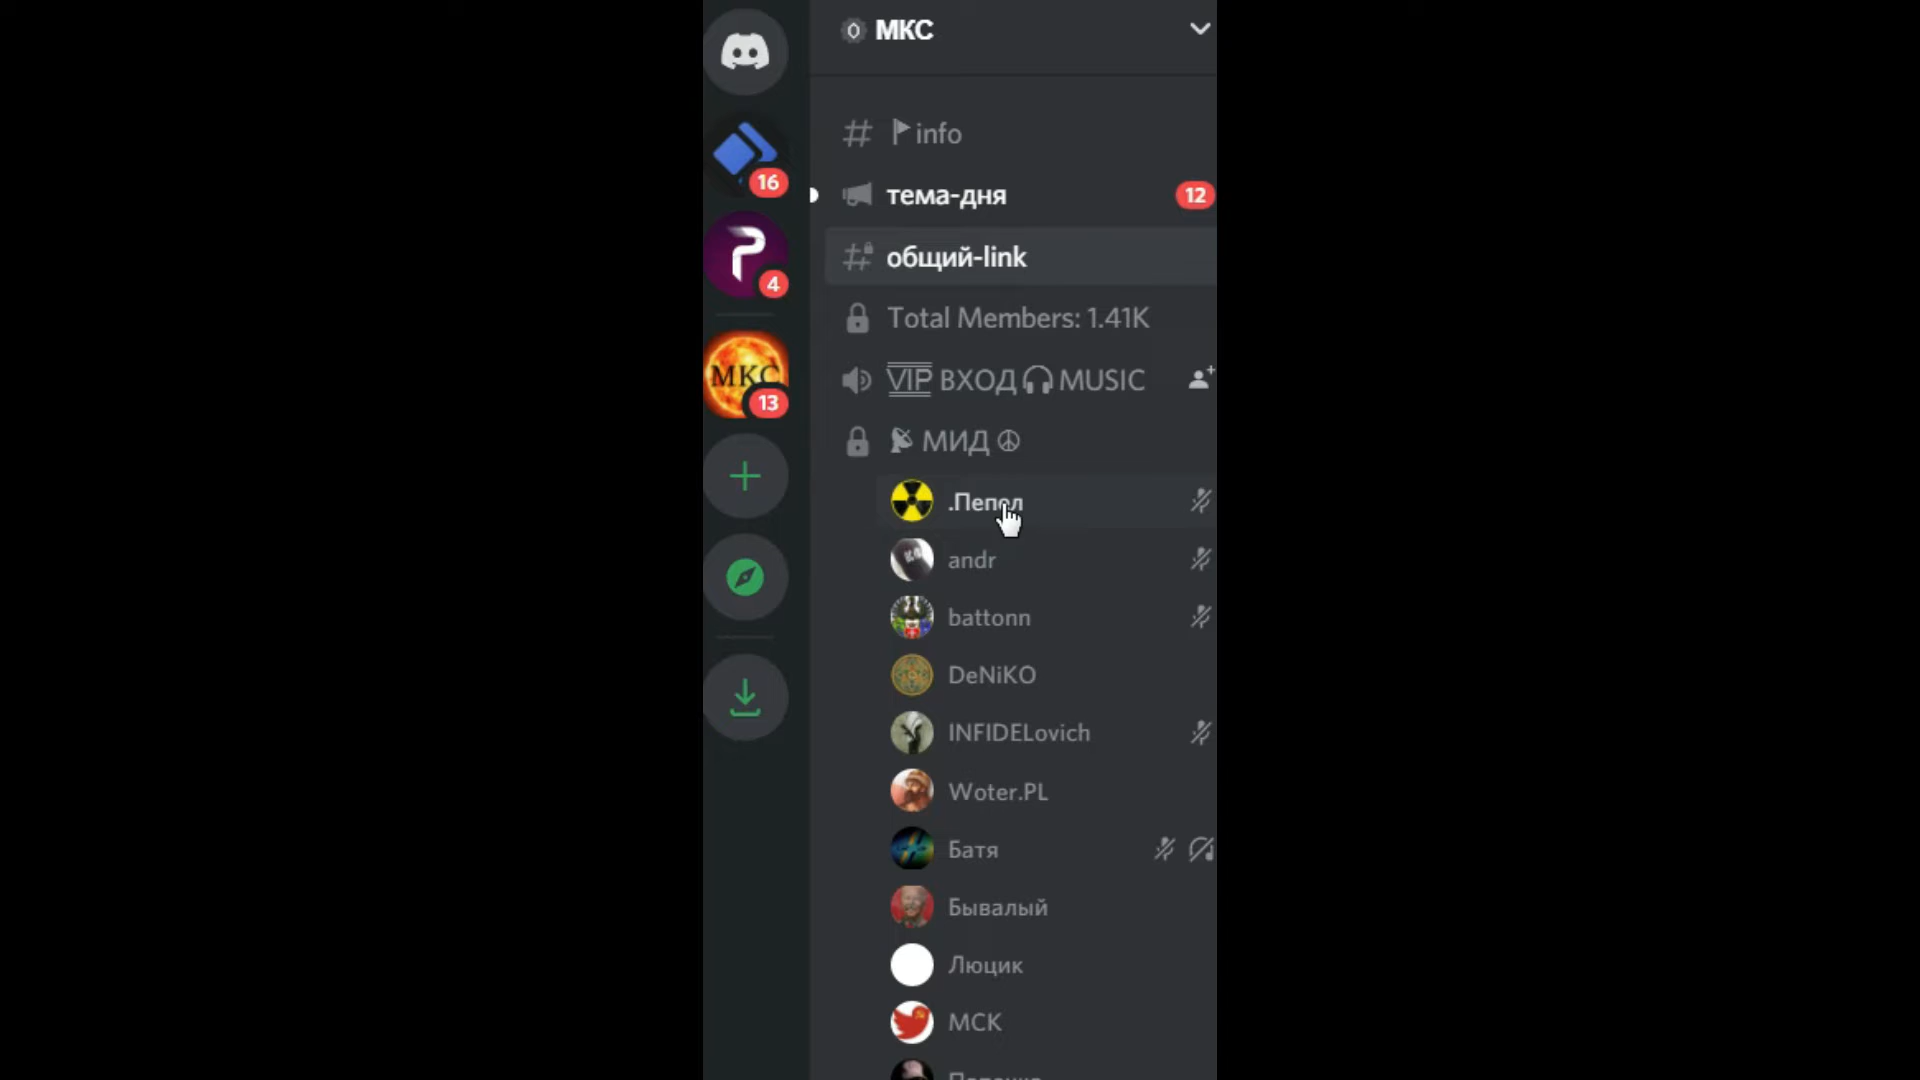 МКС
info
16
тема-дня
12
общий-link
4
Total Members: 1.41K
МКС
VIP ВХОД MUSIC
13
МИД
.Пепел
andr
battonn
DeNiKO
INFIDELovich
Woter.PL
Батя
Бывалый
Люцик
МСК